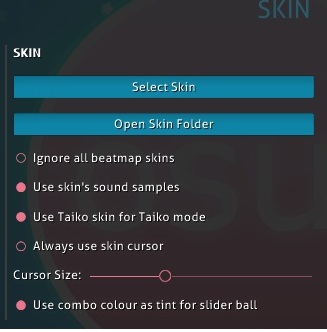 SKIN
SKIN
Select Skin
Open Skin Folder
Ignore all beatmap skins
Use skin's sound samples
Use Taiko skin for Taiko mode
Always use skin cursor
Cursor Size:
Use combo colour as tint for slider ball
osu